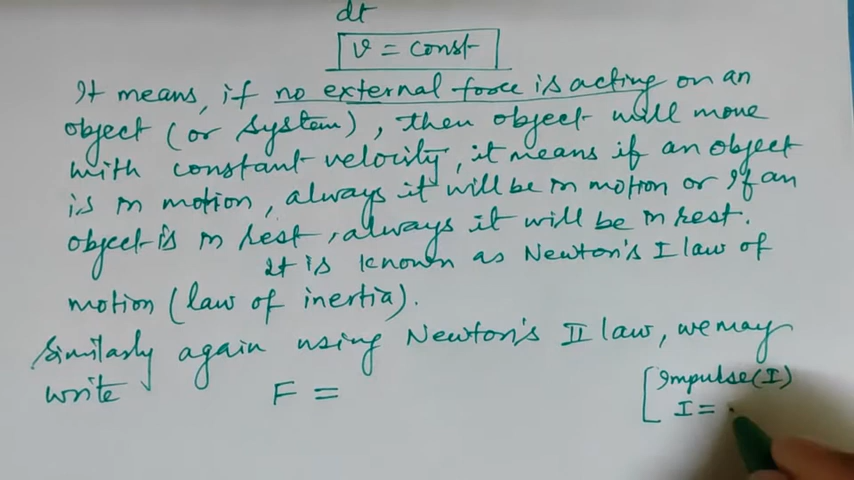 dt
v = const
It means, if no external force is acting on an
object (or system), then object will move
with constant velocity, it means if an object
is in motion, always it will be in motion or if an
object is in rest, always it will be in rest.
It is known as Newton's I law of
motion (law of inertia).
Similarly again using Newton's II law, we may
write F =
[Impulse(I)
I =